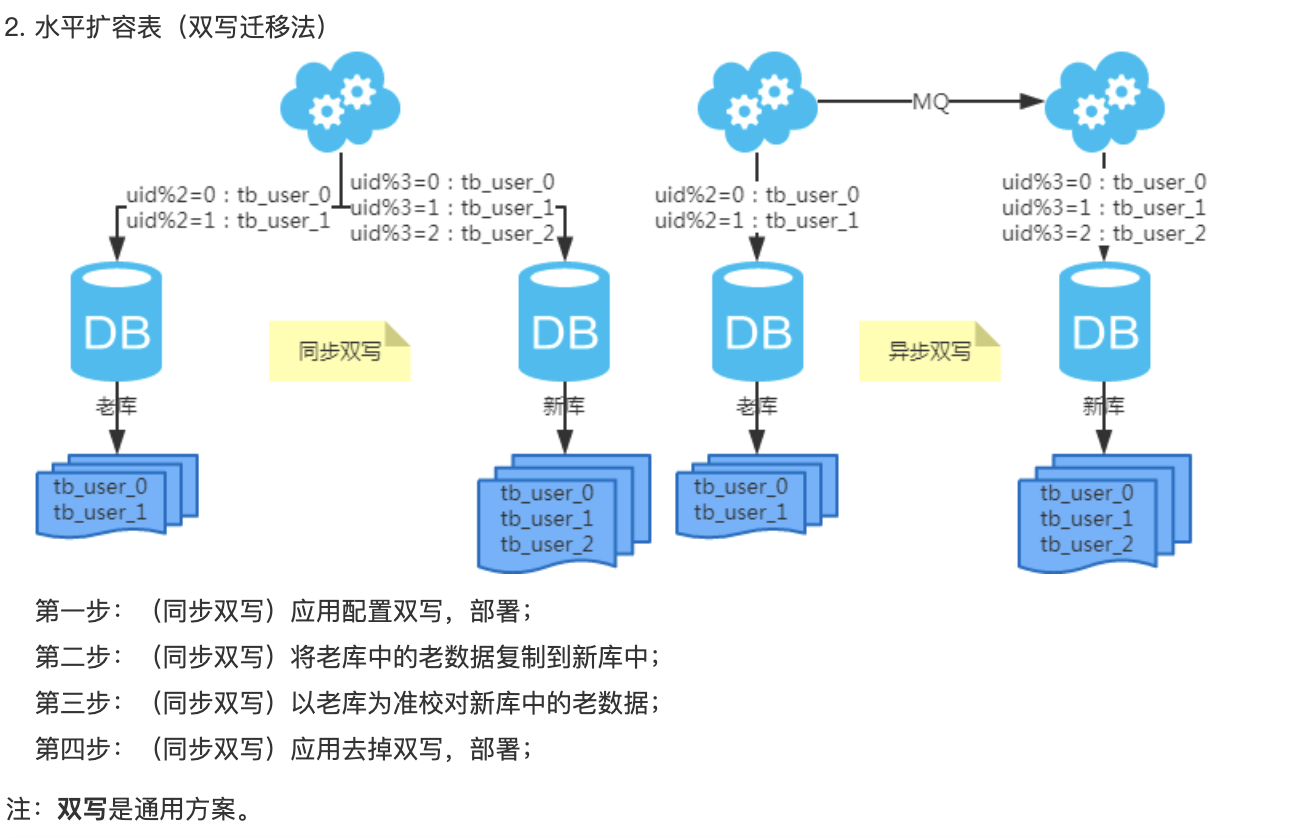 2. 水平扩容表（双写迁移法）
MQ
uid%2=0 : tb_user_0
uid%2=1 : tb_user_1
uid%3=0 : tb_user_0
uid%3=1 : tb_user_1
uid%3=2 : tb_user_2
uid%2=0 : tb_user_0
uid%2=1 : tb_user_1
uid%3=0 : tb_user_0
uid%3=1 : tb_user_1
uid%3=2 : tb_user_2
DB
同步双写
DB
DB
异步双写
DB
老库
新库
老库
新库
tb_user_0
tb_user_1
tb_user_0
tb_user_1
tb_user_2
tb_user_0
tb_user_1
tb_user_0
tb_user_1
tb_user_2
第一步：（同步双写）应用配置双写，部署；
第二步：（同步双写）将老库中的老数据复制到新库中；
第三步：（同步双写）以老库为准校对新库中的老数据；
第四步：（同步双写）应用去掉双写，部署；
注：双写是通用方案。